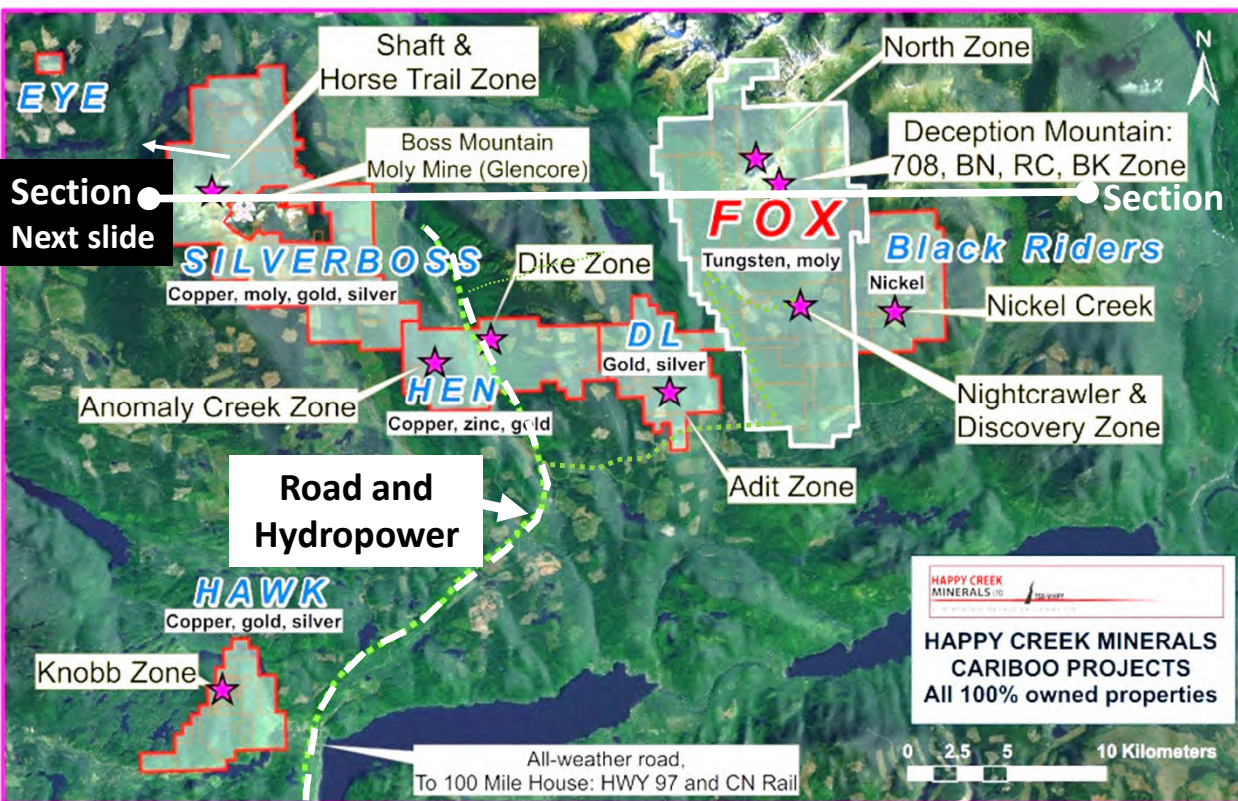 Shaft &
Horse Trail Zone
North Zone
N
EYE
Boss Mountain
Moly Mine (Glencore)
Deception Mountain:
708, BN, RC, BK Zone
Section
Next slide
Section
FOX
Tungsten, moly
Black Riders
Nickel
Nickel Creek
SILVERBOSS
Copper, moly, gold, silver
Dike Zone
DL
Gold, silver
HEN
Copper, zinc, gold
Anomaly Creek Zone
Nightcrawler &
Discovery Zone
Adit Zone
Road and
Hydropower
HAWK
Copper, gold, silver
Knobb Zone
HAPPY CREEK
MINERALS LTD
HAPPY CREEK MINERALS
CARIBOO PROJECTS
All 100% owned properties
All-weather road,
To 100 Mile House: HWY 97 and CN Rail
0 2.5 5 10 Kilometers